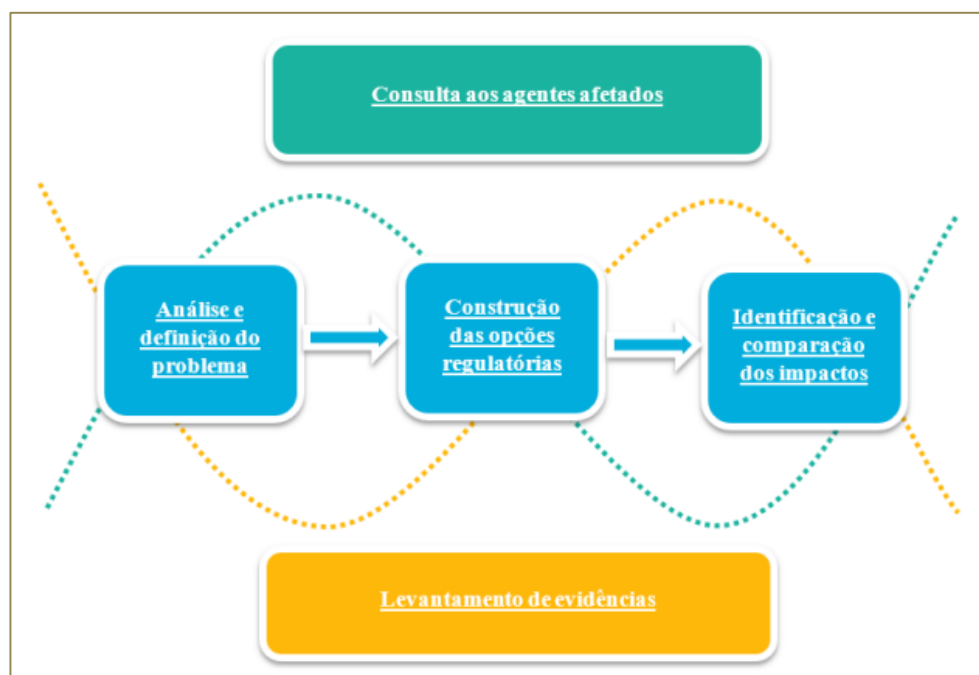 Consulta aos agentes afetados
Análise e
definição do
problema
Construção
das opções
regulatórias
Identificação e
comparação
dos impactos
Levantamento de evidências